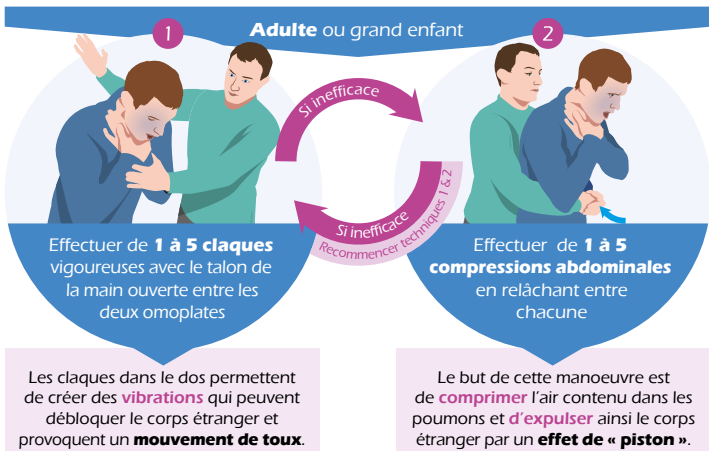 Adulte ou grand enfant
1
Effectuer de 1 à 5 claques
vigoureuses avec le talon de
la main ouverte entre les
deux omoplates
Les claques dans le dos permettent
de créer des vibrations qui peuvent
débloquer le corps étranger et
provoquent un mouvement de toux.
Si inefficace
Si inefficace
Recommencer techniques 1 & 2
2
Effectuer de 1 à 5
compressions abdominales
en relâchant entre
chacune
Le but de cette manoeuvre est
de comprimer l'air contenu dans les
poumons et d'expulser ainsi le corps
étranger par un effet de « piston ».